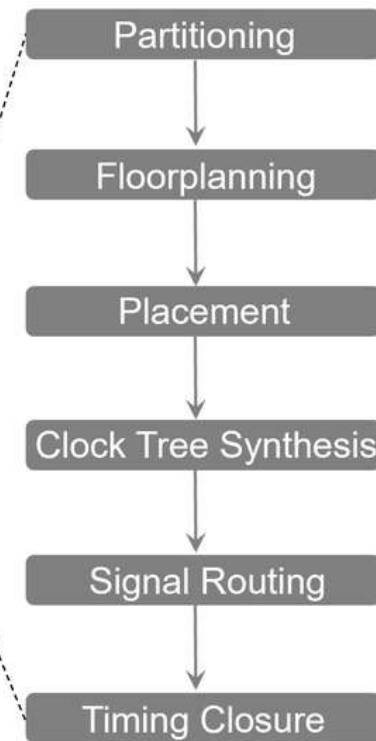 Partitioning
Floorplanning
Placement
Clock Tree Synthesis
Signal Routing
Timing Closure